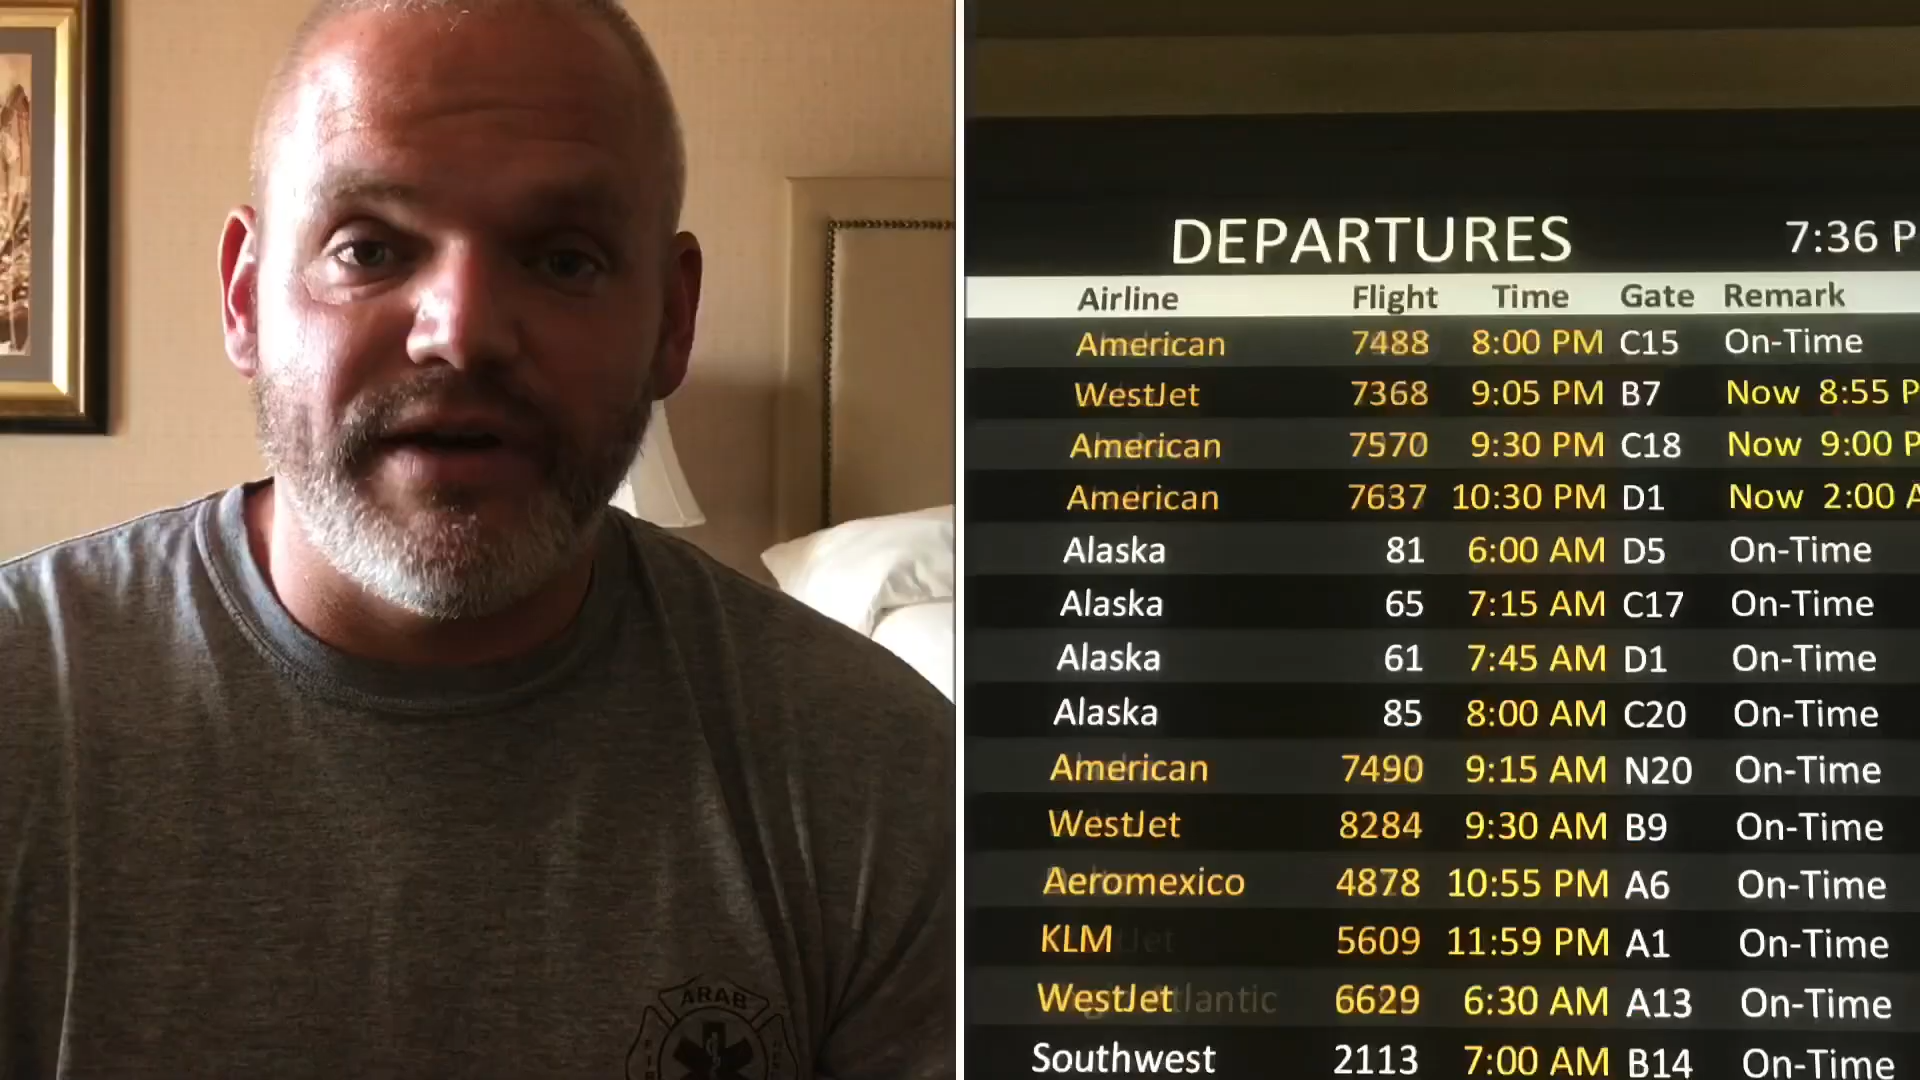 ARAB
DEPARTURES 7:36 P
Airline Flight Time Gate Remark
American 7488 8:00 PM C15 On-Time
WestJet 7368 9:05 PM B7 Now 8:55 P
American 7570 9:30 PM C18 Now 9:00 P
American 7637 10:30 PM D1 Now 2:00 A
Alaska 81 6:00 AM D5 On-Time
Alaska 65 7:15 AM C17 On-Time
Alaska 61 7:45 AM D1 On-Time
Alaska 85 8:00 AM C20 On-Time
American 7490 9:15 AM N20 On-Time
WestJet 8284 9:30 AM B9 On-Time
Aeromexico 4878 10:55 PM A6 On-Time
KLM 5609 11:59 PM A1 On-Time
WestJet 6629 6:30 AM A13 On-Time
Southwest 2113 7:00 AM B14 On-Time